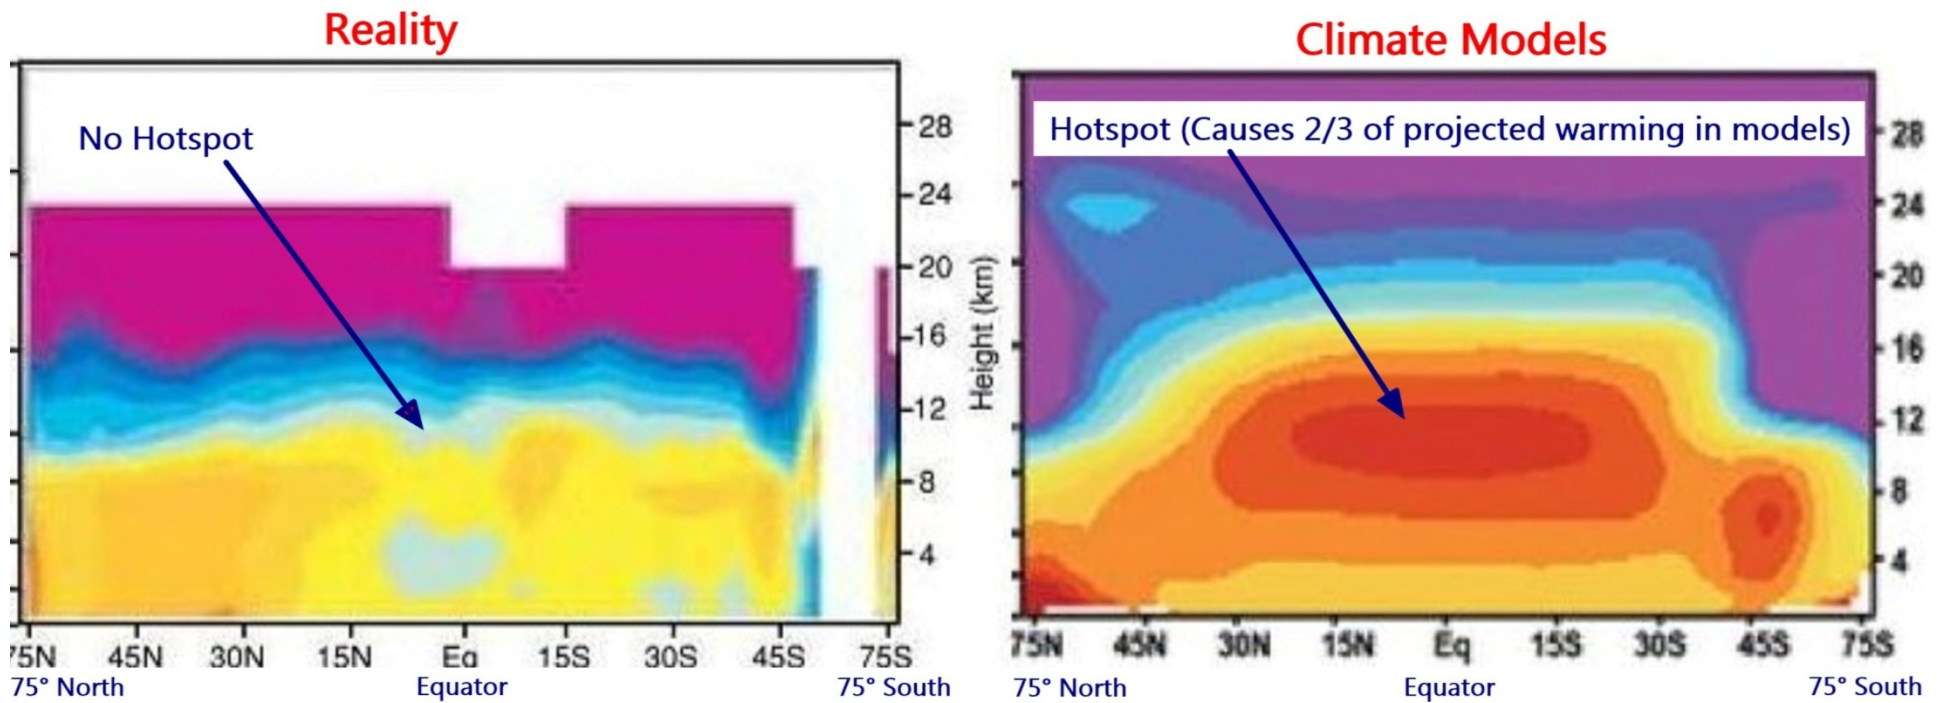 Reality
No Hotspot
28
24
20
16
12
8
4
Height (km)
75N 45N 30N 15N Eq 15S 30S 45S 75S
75° North Equator 75° South
Climate Models
Hotspot (Causes 2/3 of projected warming in models)
28
24
20
16
12
8
4
75N 45N 30N 15N Eq 15S 30S 45S 75S
75° North Equator 75° South